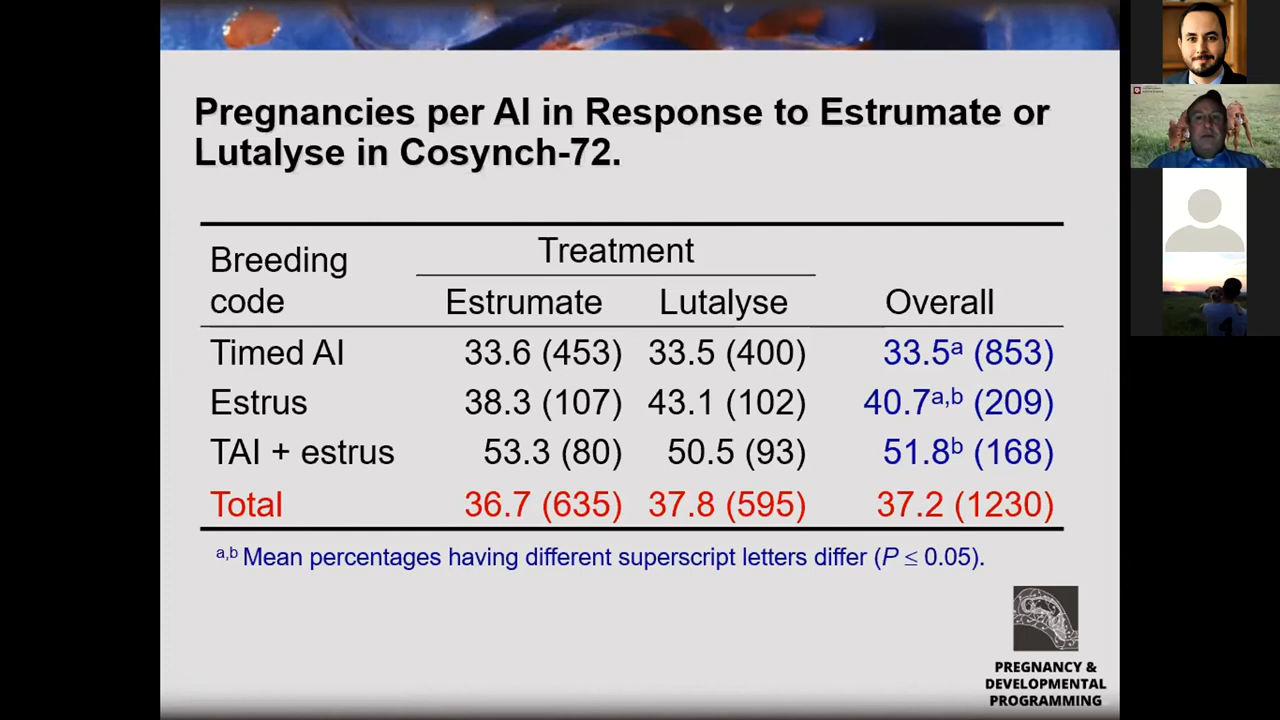 Pregnancies per AI in Response to Estrumate or
Lutalyse in Cosynch-72.
Breeding code Treatment
Estrumate Lutalyse Overall
Timed AI 33.6 (453) 33.5 (400) 33.5ᵃ (853)
Estrus 38.3 (107) 43.1 (102) 40.7ᵃ,ᵇ (209)
TAI + estrus 53.3 (80) 50.5 (93) 51.8ᵇ (168)
Total 36.7 (635) 37.8 (595) 37.2 (1230)
ᵃ,ᵇ Mean percentages having different superscript letters differ (P ≤ 0.05).
PREGNANCY &
DEVELOPMENTAL
PROGRAMMING